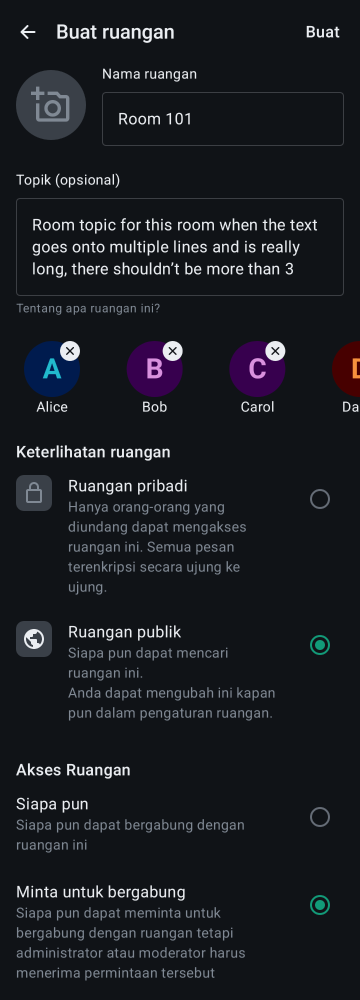 Buat ruangan
Buat
Nama ruangan
Room 101
Topik (opsional)
Room topic for this room when the text
goes onto multiple lines and is really
long, there shouldn’t be more than 3
Tentang apa ruangan ini?
A
B
C
D
Alice
Bob
Carol
Da
Keterlihatan ruangan
Ruangan pribadi
Hanya orang-orang yang
diundang dapat mengakses
ruangan ini. Semua pesan
terenkripsi secara ujung ke
ujung.
Ruangan publik
Siapa pun dapat mencari
ruangan ini.
Anda dapat mengubah ini kapan
pun dalam pengaturan ruangan.
Akses Ruangan
Siapa pun
Siapa pun dapat bergabung dengan
ruangan ini
Minta untuk bergabung
Siapa pun dapat meminta untuk
bergabung dengan ruangan tetapi
administrator atau moderator harus
menerima permintaan tersebut